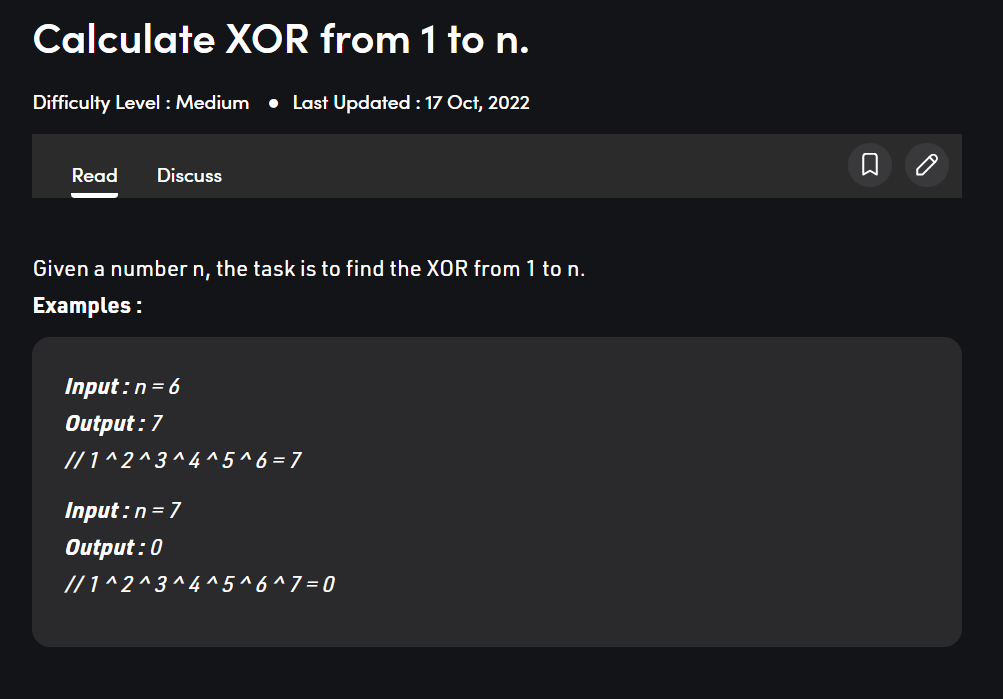 Calculate XOR from 1 to n.
Difficulty Level : Medium ● Last Updated : 17 Oct, 2022
Read Discuss
Given a number n, the task is to find the XOR from 1 to n.
Examples :
Input : n = 6
Output : 7
// 1 ^ 2 ^ 3 ^ 4 ^ 5 ^ 6 = 7
Input : n = 7
Output : 0
// 1 ^ 2 ^ 3 ^ 4 ^ 5 ^ 6 ^ 7 = 0